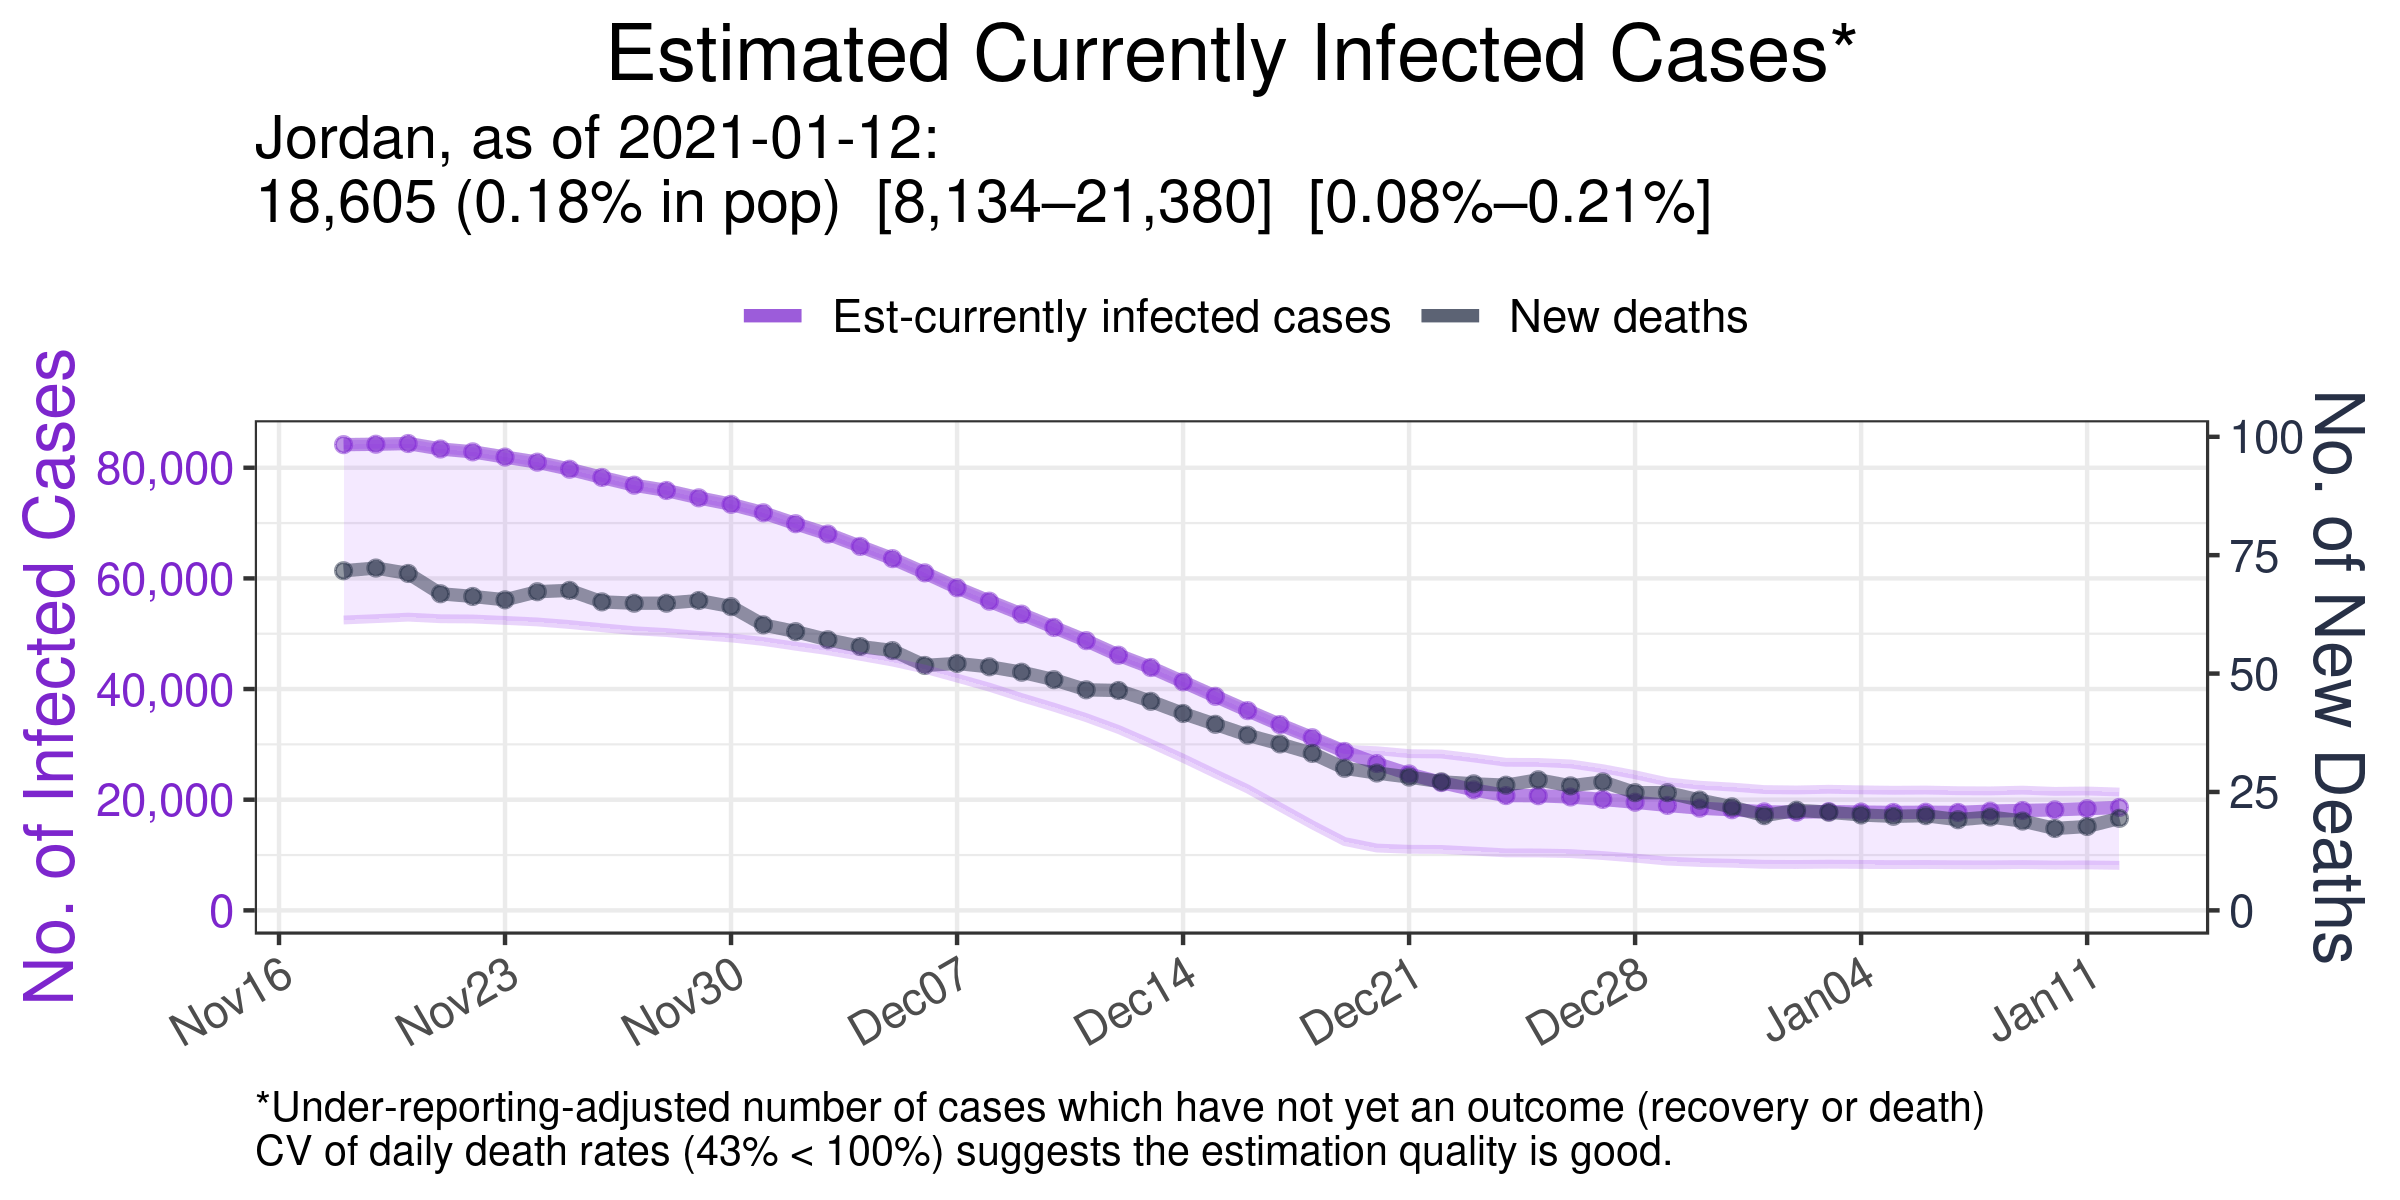 Estimated Currently Infected Cases*
Jordan, as of 2021-01-12:
18,605 (0.18% in pop)  [8,134–21,380]  [0.08%–0.21%]
Est-currently infected cases
New deaths
No. of Infected Cases
80,000
60,000
40,000
20,000
0
100
75
50
25
0
No. of New Deaths
Nov16
Nov23
Nov30
Dec07
Dec14
Dec21
Dec28
Jan04
Jan11
*Under-reporting-adjusted number of cases which have not yet an outcome (recovery or death)
CV of daily death rates (43% < 100%) suggests the estimation quality is good.